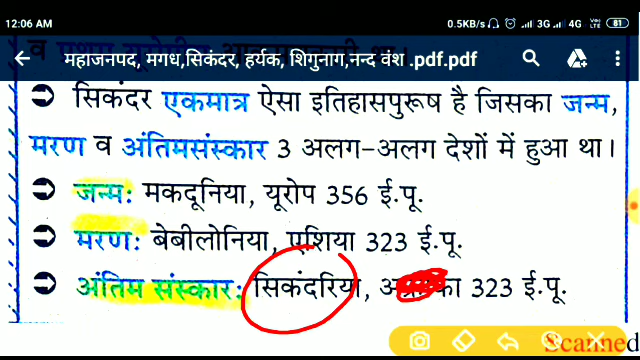 12:06 AM 0.5KB/s 3G 4G VoLTE 81
महाजनपद, मगध,सिकंदर, हर्यक, शिगुनाग,नन्द वंश .pdf.pdf
सिकंदर एकमात्र ऐसा इतिहासपुरूष है जिसका जन्म,
मरण व अंतिमसंस्कार 3 अलग-अलग देशों में हुआ था।
जन्म: मकदूनिया, यूरोप 356 ई.पू.
मरण: बेबीलोनिया, एशिया 323 ई.पू.
अंतिम संस्कार: सिकंदरिया, 323 ई.पू.
Scanned